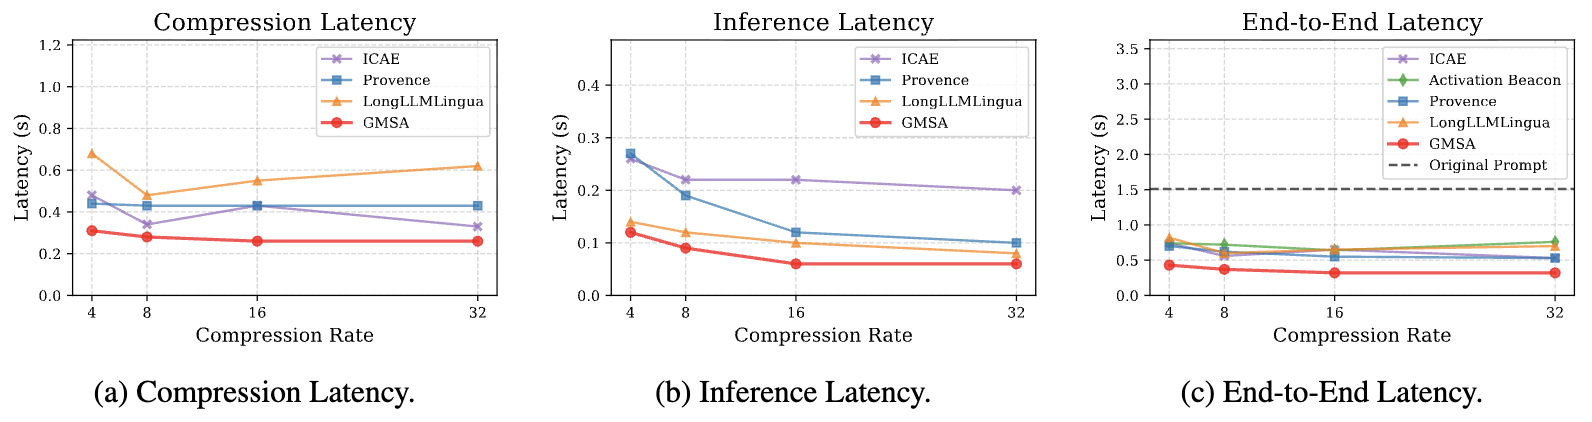 Compression Latency
Latency (s)
1.2
1.0
0.8
0.6
0.4
0.2
0.0
ICAE
Provence
LongLLMLingua
GMSA
4 8 16 32
Compression Rate
(a) Compression Latency.
Inference Latency
Latency (s)
0.4
0.3
0.2
0.1
0.0
ICAE
Provence
LongLLMLingua
GMSA
4 8 16 32
Compression Rate
(b) Inference Latency.
End-to-End Latency
Latency (s)
3.5
3.0
2.5
2.0
1.5
1.0
0.5
0.0
ICAE
Activation Beacon
Provence
LongLLMLingua
GMSA
Original Prompt
4 8 16 32
Compression Rate
(c) End-to-End Latency.